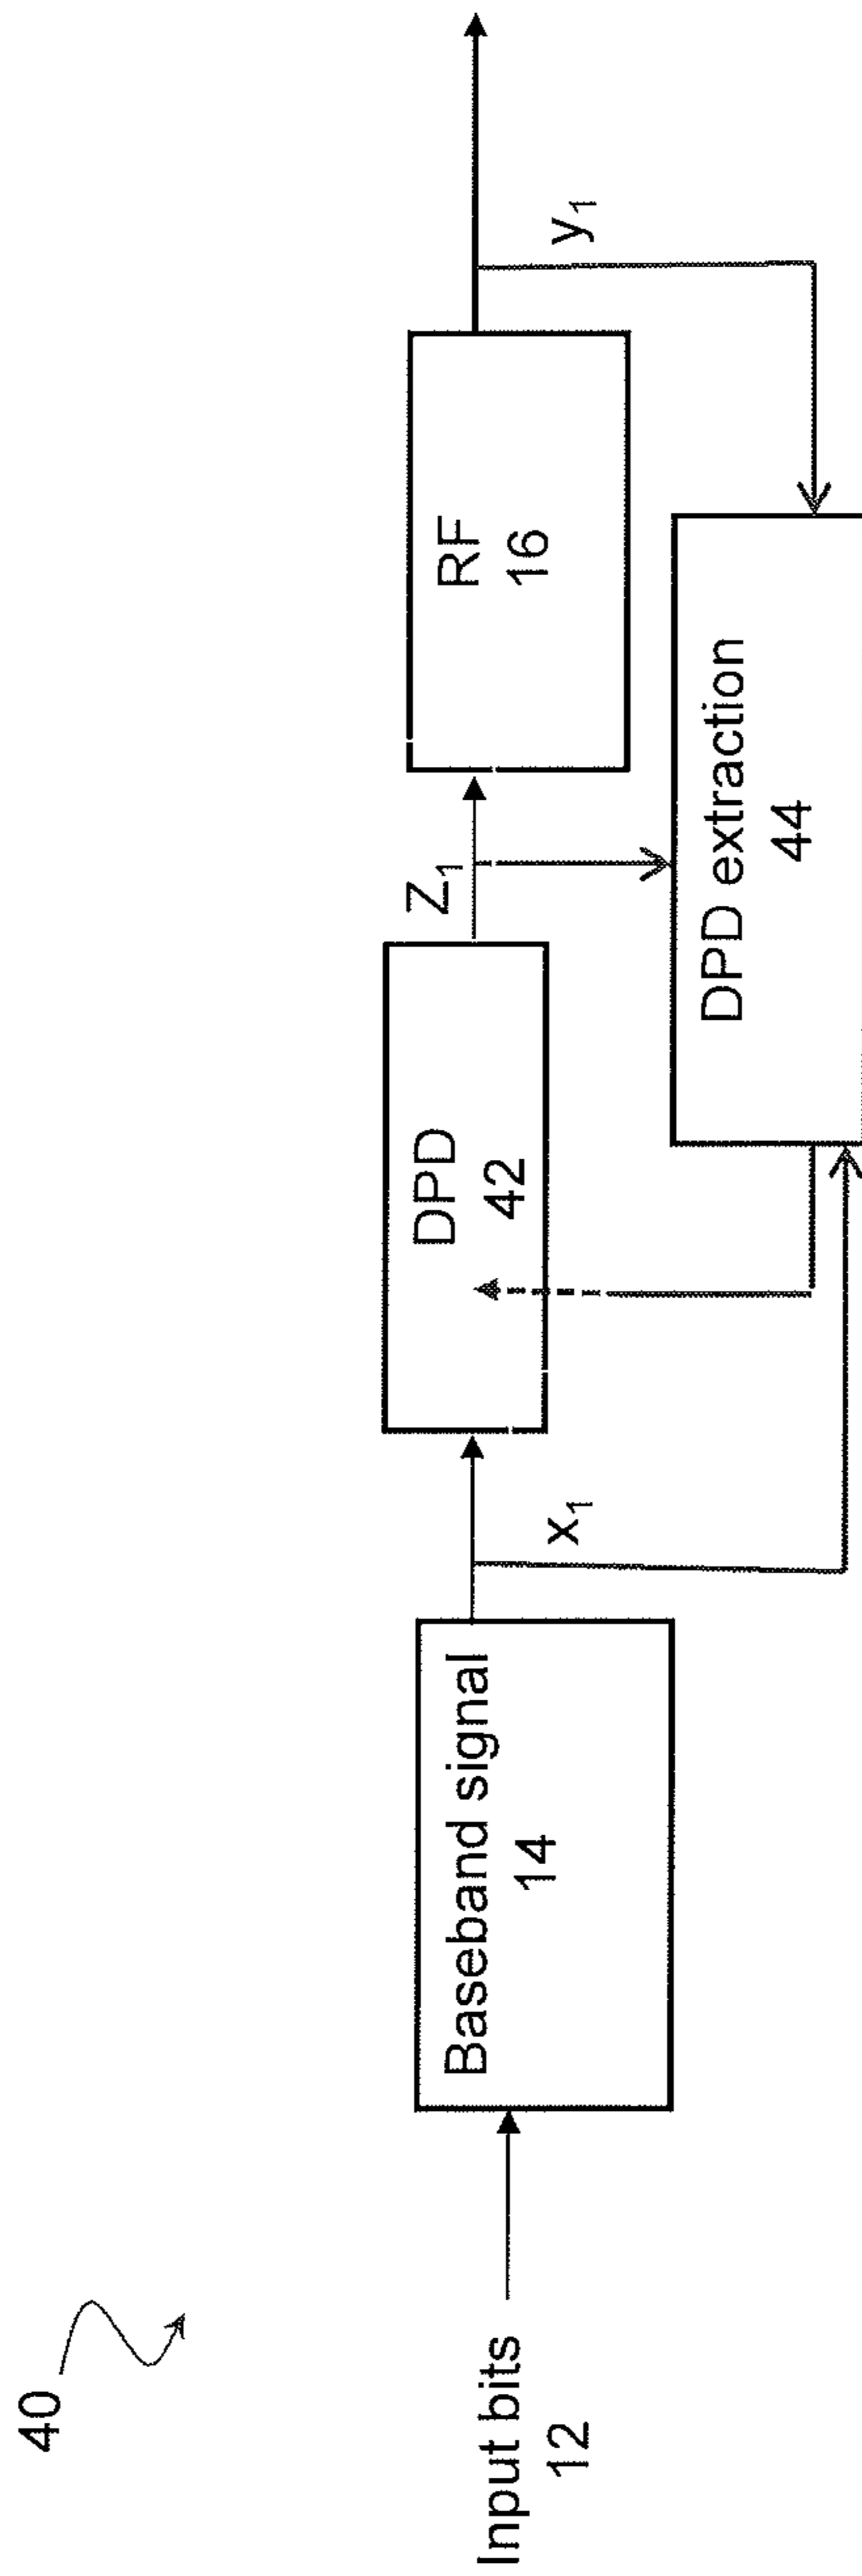 40
Input bits
12
Baseband signal
14
x₁
DPD
42
Z₁
RF
16
y₁
DPD extraction
44